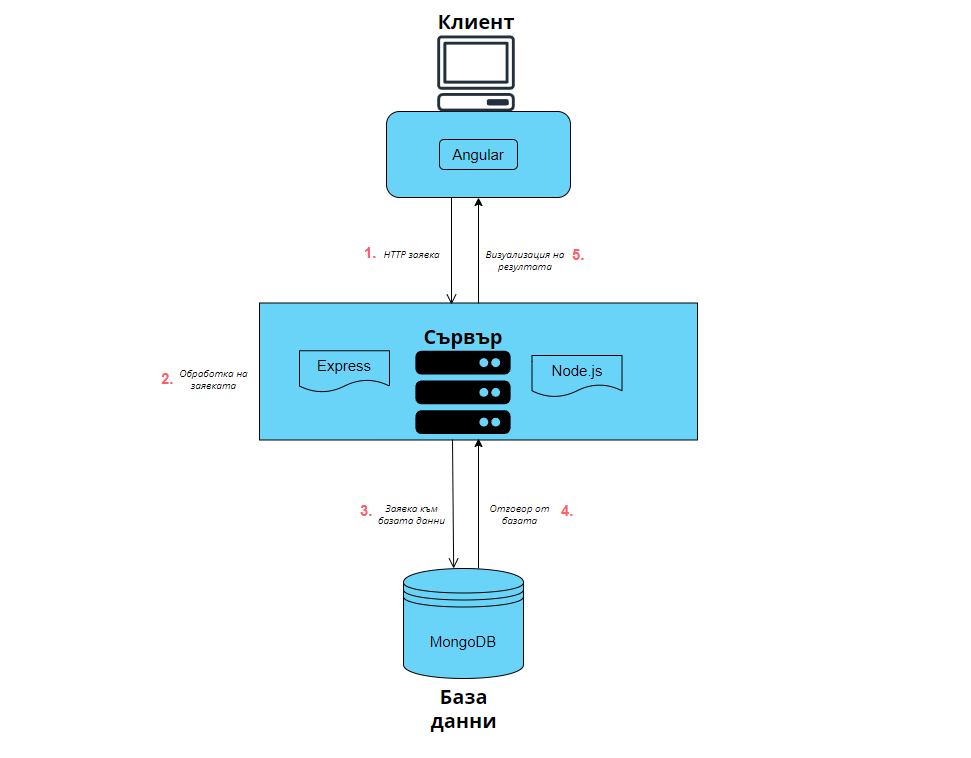 Клиент
Angular
1. HTTP заявка
Визуализация на 5.
резултата
Сървър
Express
Node.js
2. Обработка на
заявката
3. Заявка към
базата данни
Отговор от 4.
базата
MongoDB
База
данни